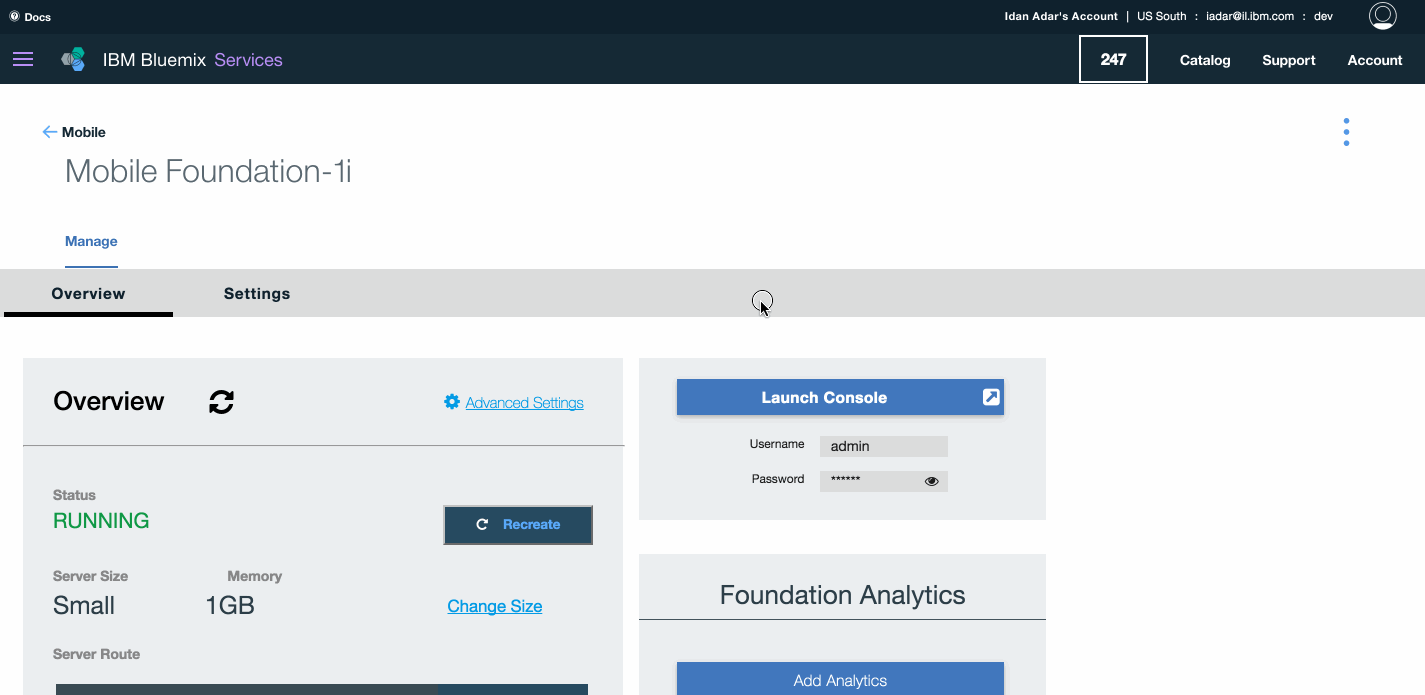 Docs
Idan Adar's Account | US South : iadar@il.ibm.com : dev
IBM Bluemix Services
247
Catalog
Support
Account
Mobile
Mobile Foundation-1i
Manage
Overview
Settings
Overview
Advanced Settings
Launch Console
Username
admin
Password
******
Status
RUNNING
Recreate
Server Size
Memory
Small
1GB
Change Size
Server Route
Foundation Analytics
Add Analytics